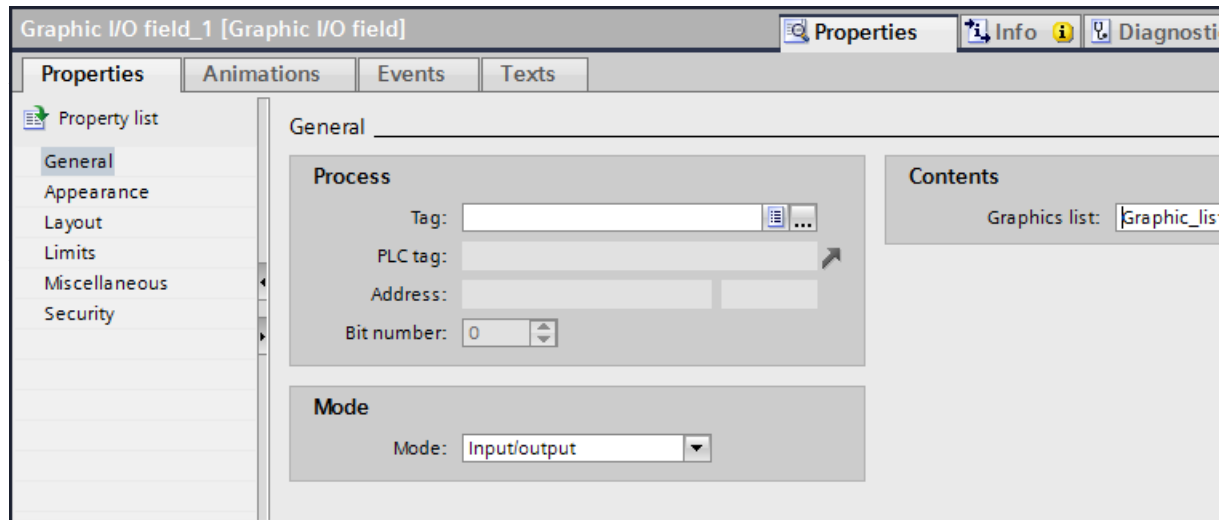 Graphic I/O field_1 [Graphic I/O field]
Properties
Info
Properties
Animations
Events
Texts
Property list
General
Appearance
Layout
Limits
Miscellaneous
Security
General
Process
Tag:
...
PLC tag:
Address:
Bit number: 0
Mode
Mode: Input/output
Contents
Graphics list: